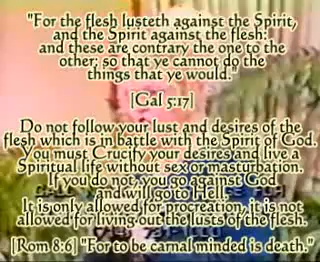 "For the flesh lusteth against the Spirit,
and the Spirit against the flesh:
and these are contrary the one to the
other: so that ye cannot do the
things that ye would."
[Gal 5:17]
Do not follow your lust and desires of the
flesh which is in battle with the Spirit of God.
You must Crucify your desires and live a
Spiritual life without sex or masturbation.
If you do not, you go against God
and will go to Hell.
It is only allowed for procreation, it is not
allowed for living out the lusts of the flesh.
[Rom 8:6] "For to be carnal minded is death."